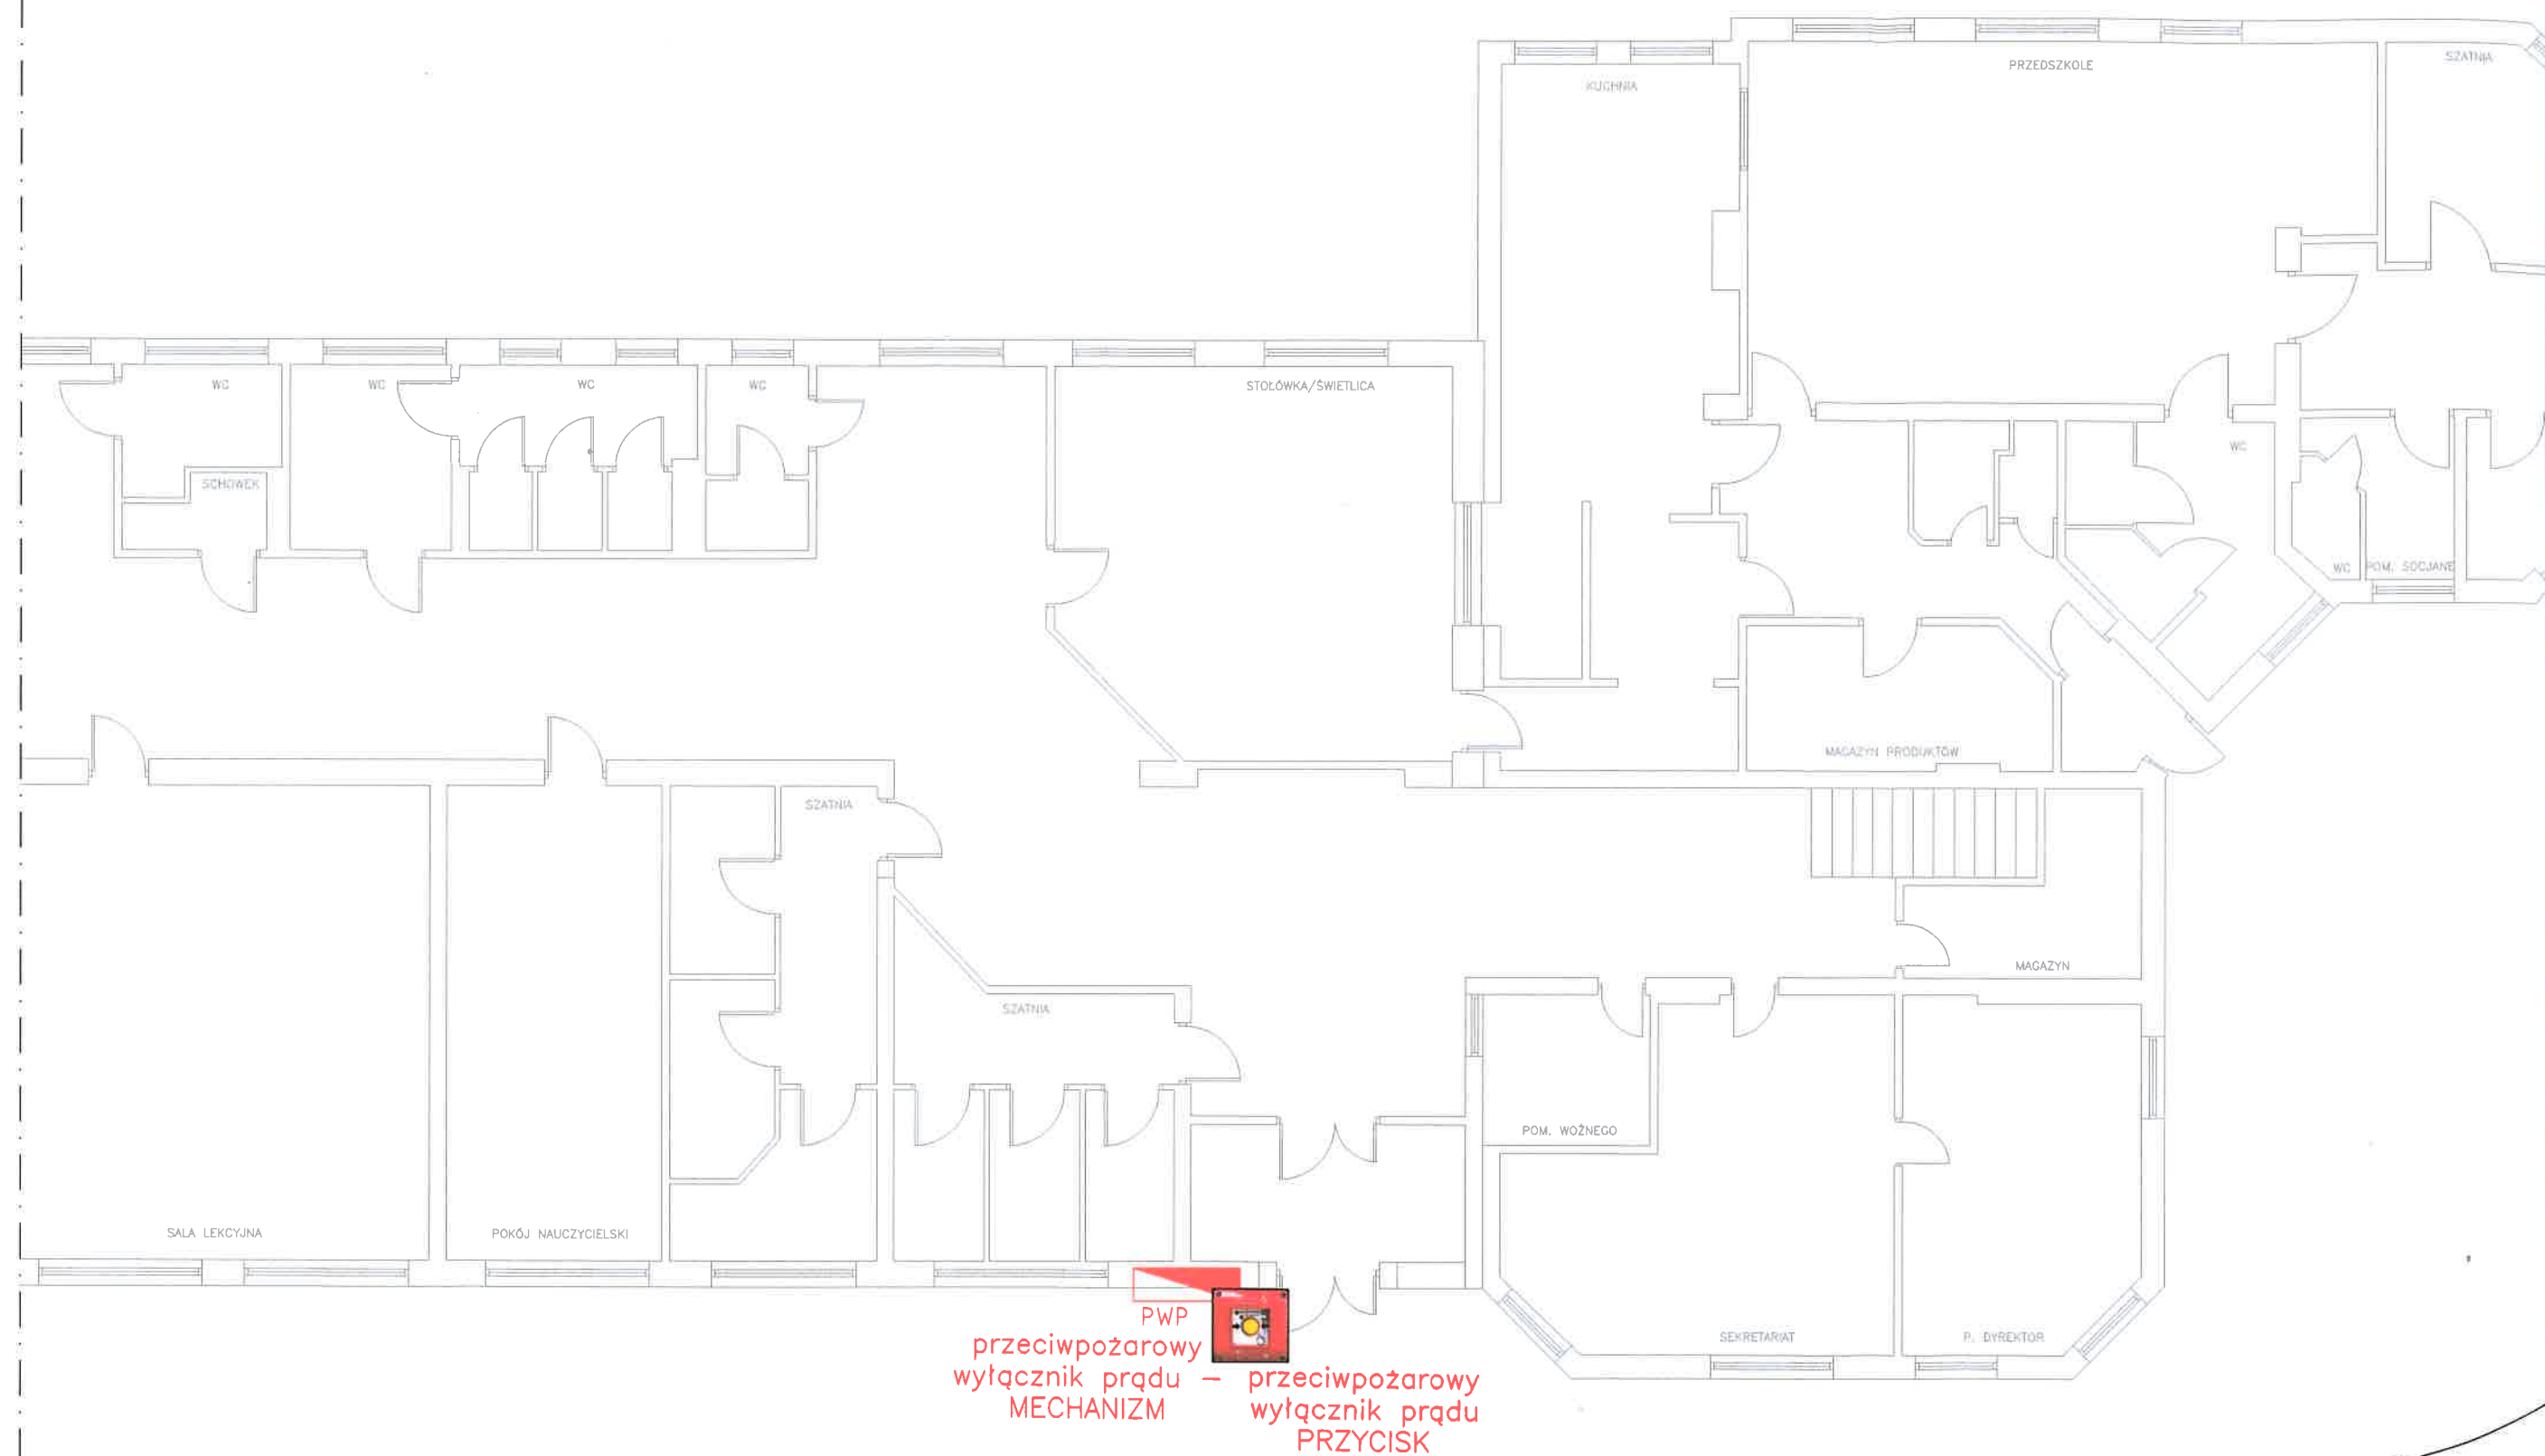 PRZEDSZKOLE
SZATNIA
KUCHNIA
WC
WC
WC
WC
STOŁÓWKA/ŚWIETLICA
SCHOWEK
WC
WC
POM. SOCJANE
MAGAZYN PRODUKTÓW
SZATNIA
MAGAZYN
SZATNIA
POM. WOŹNEGO
SALA LEKCYJNA
POKÓJ NAUCZYCIELSKI
SEKRETARIAT
P. DYREKTOR
PWP
przeciwpożarowy
wyłącznik prądu –
MECHANIZM
przeciwpożarowy
wyłącznik prądu
PRZYCISK